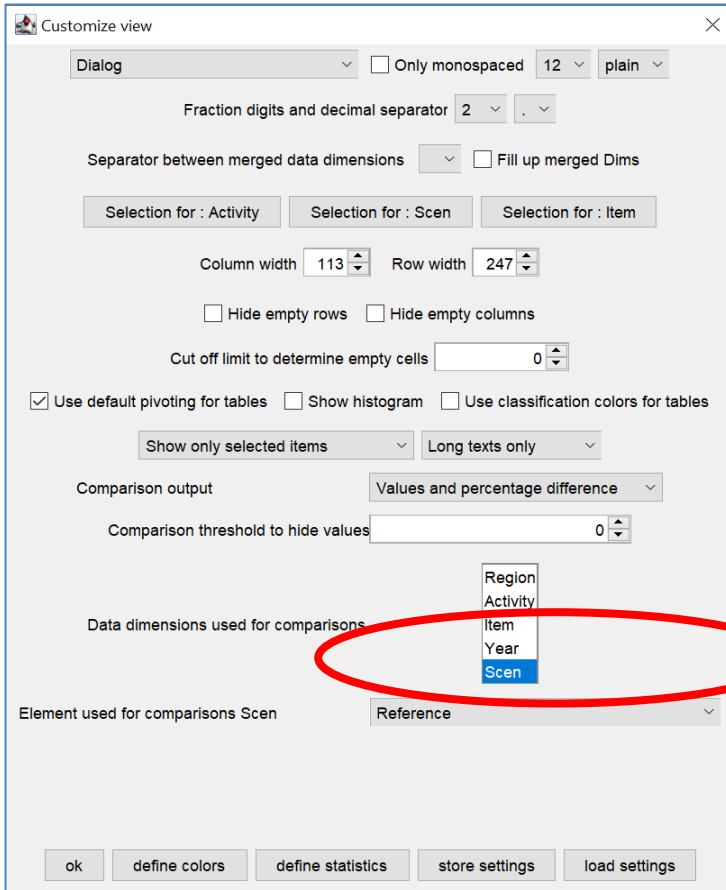 Customize view
Dialog Only monospaced 12 plain
Fraction digits and decimal separator 2 .
Separator between merged data dimensions Fill up merged Dims
Selection for : Activity Selection for : Scen Selection for : Item
Column width 113 Row width 247
Hide empty rows Hide empty columns
Cut off limit to determine empty cells 0
Use default pivoting for tables Show histogram Use classification colors for tables
Show only selected items Long texts only
Comparison output Values and percentage difference
Comparison threshold to hide values 0
Region
Activity
Data dimensions used for comparisons Item
Year
Scen
Element used for comparisons Scen Reference
ok define colors define statistics store settings load settings